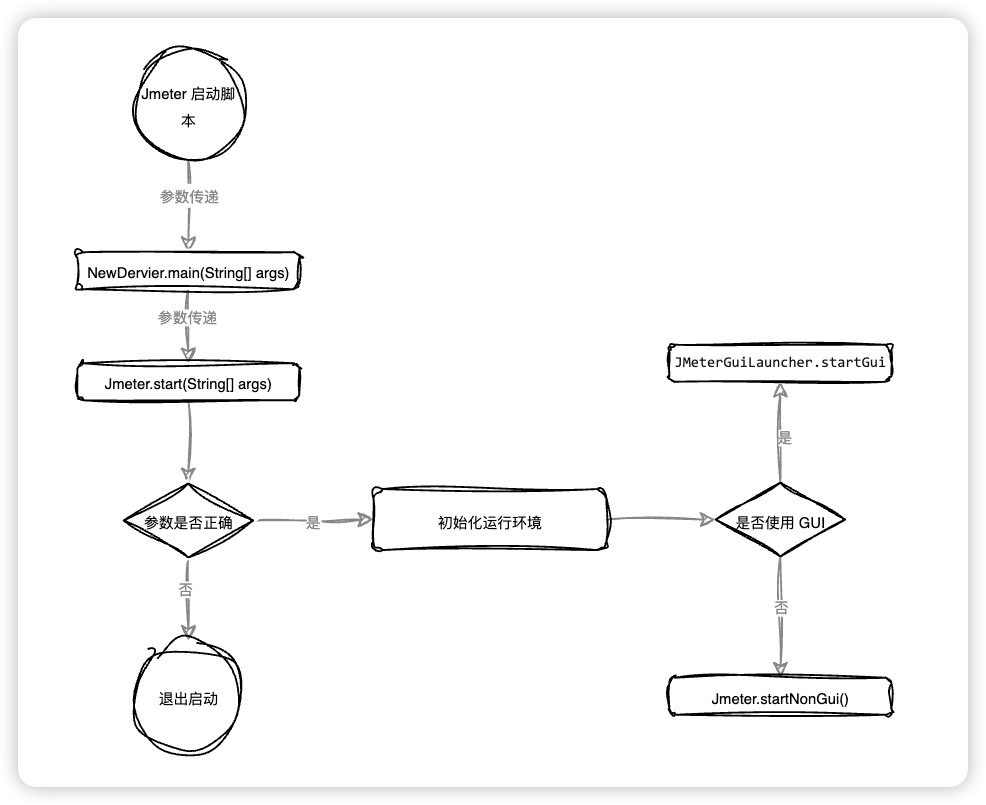 Jmeter 启动脚
本
参数传递
NewDervier.main(String[] args)
参数传递
Jmeter.start(String[] args)
JMeterGuiLauncher.startGui
是
参数是否正确
是
初始化运行环境
是否使用 GUI
否
否
退出启动
Jmeter.startNonGui()